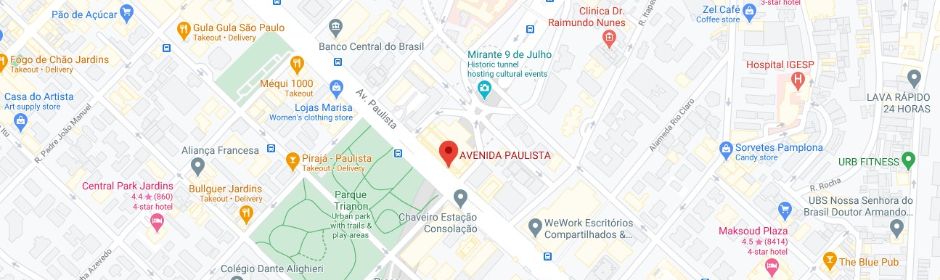 Pão de Açúcar
Gula Gula São Paulo
Takeout • Delivery
Banco Central do Brasil
Clinica Dr
Raimundo Nunes
3-star hotel
Zel Café
Coffee store
Fogo de Chão Jardins
Takeout • Delivery
Méqui 1000
Takeout
Mirante 9 de Julho
Historic tunnel
hosting cultural events
Hospital IGESP
Casa do Artista
Art supply store
Lojas Marisa
Women's clothing store
Av. Paulista
LAVA RÁPIDO
24 HORAS
R. Padre João Manuel
Alameda Rio Claro
Aliança Francesa
Pirajá - Paulista
Takeout • Delivery
AVENIDA PAULISTA
Sorvetes Pamplona
Candy store
URB FITNESS
Central Park Jardins
4.4 ★ (860)
4-star hotel
Bullguer Jardins
Takeout • Delivery
Parque
Trianon
Urban park
with trails &
play areas
Chaveiro Estação
Consolação
R. Rocha
UBS Nossa Senhora do
Brasil Doutor Armando...
WeWork Escritórios
Compartilhados &...
Maksoud Plaza
4.5 ★ (8414)
4-star hotel
The Blue Pub
Colégio Dante Alighieri
Azevedo